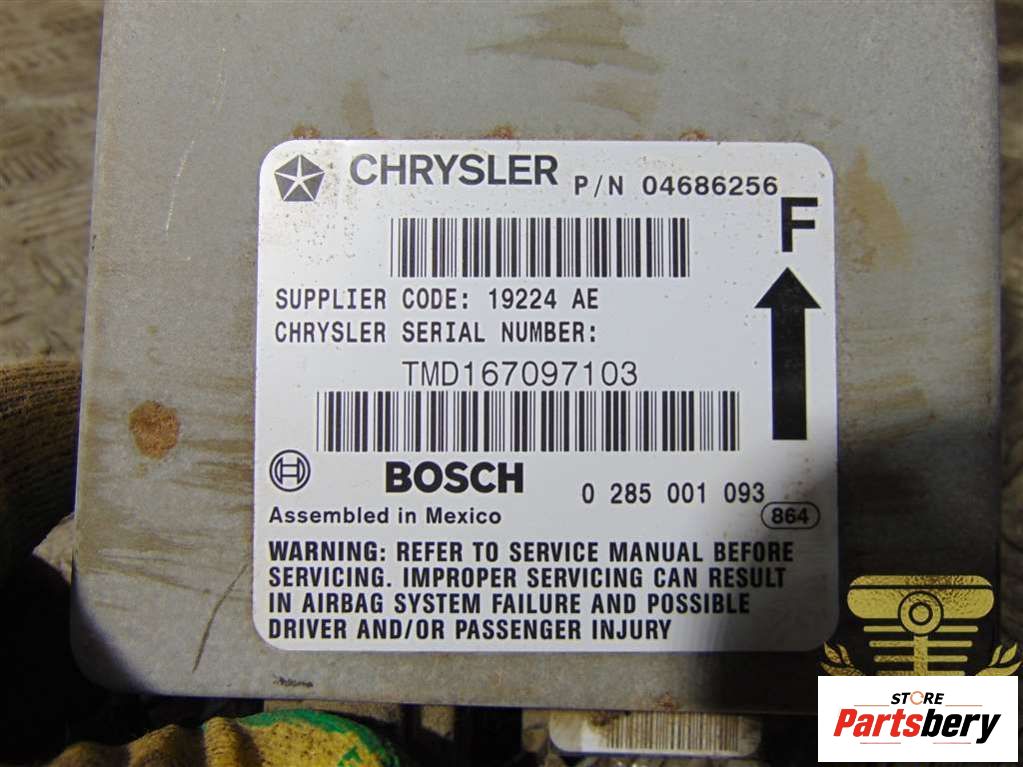 CHRYSLER P/N 04686256
F
SUPPLIER CODE: 19224 AE
CHRYSLER SERIAL NUMBER:
TMD167097103
BOSCH 0 285 001 093
Assembled in Mexico 864
WARNING: REFER TO SERVICE MANUAL BEFORE
SERVICING. IMPROPER SERVICING CAN RESULT
IN AIRBAG SYSTEM FAILURE AND POSSIBLE
DRIVER AND/OR PASSENGER INJURY
STORE
Partsbery